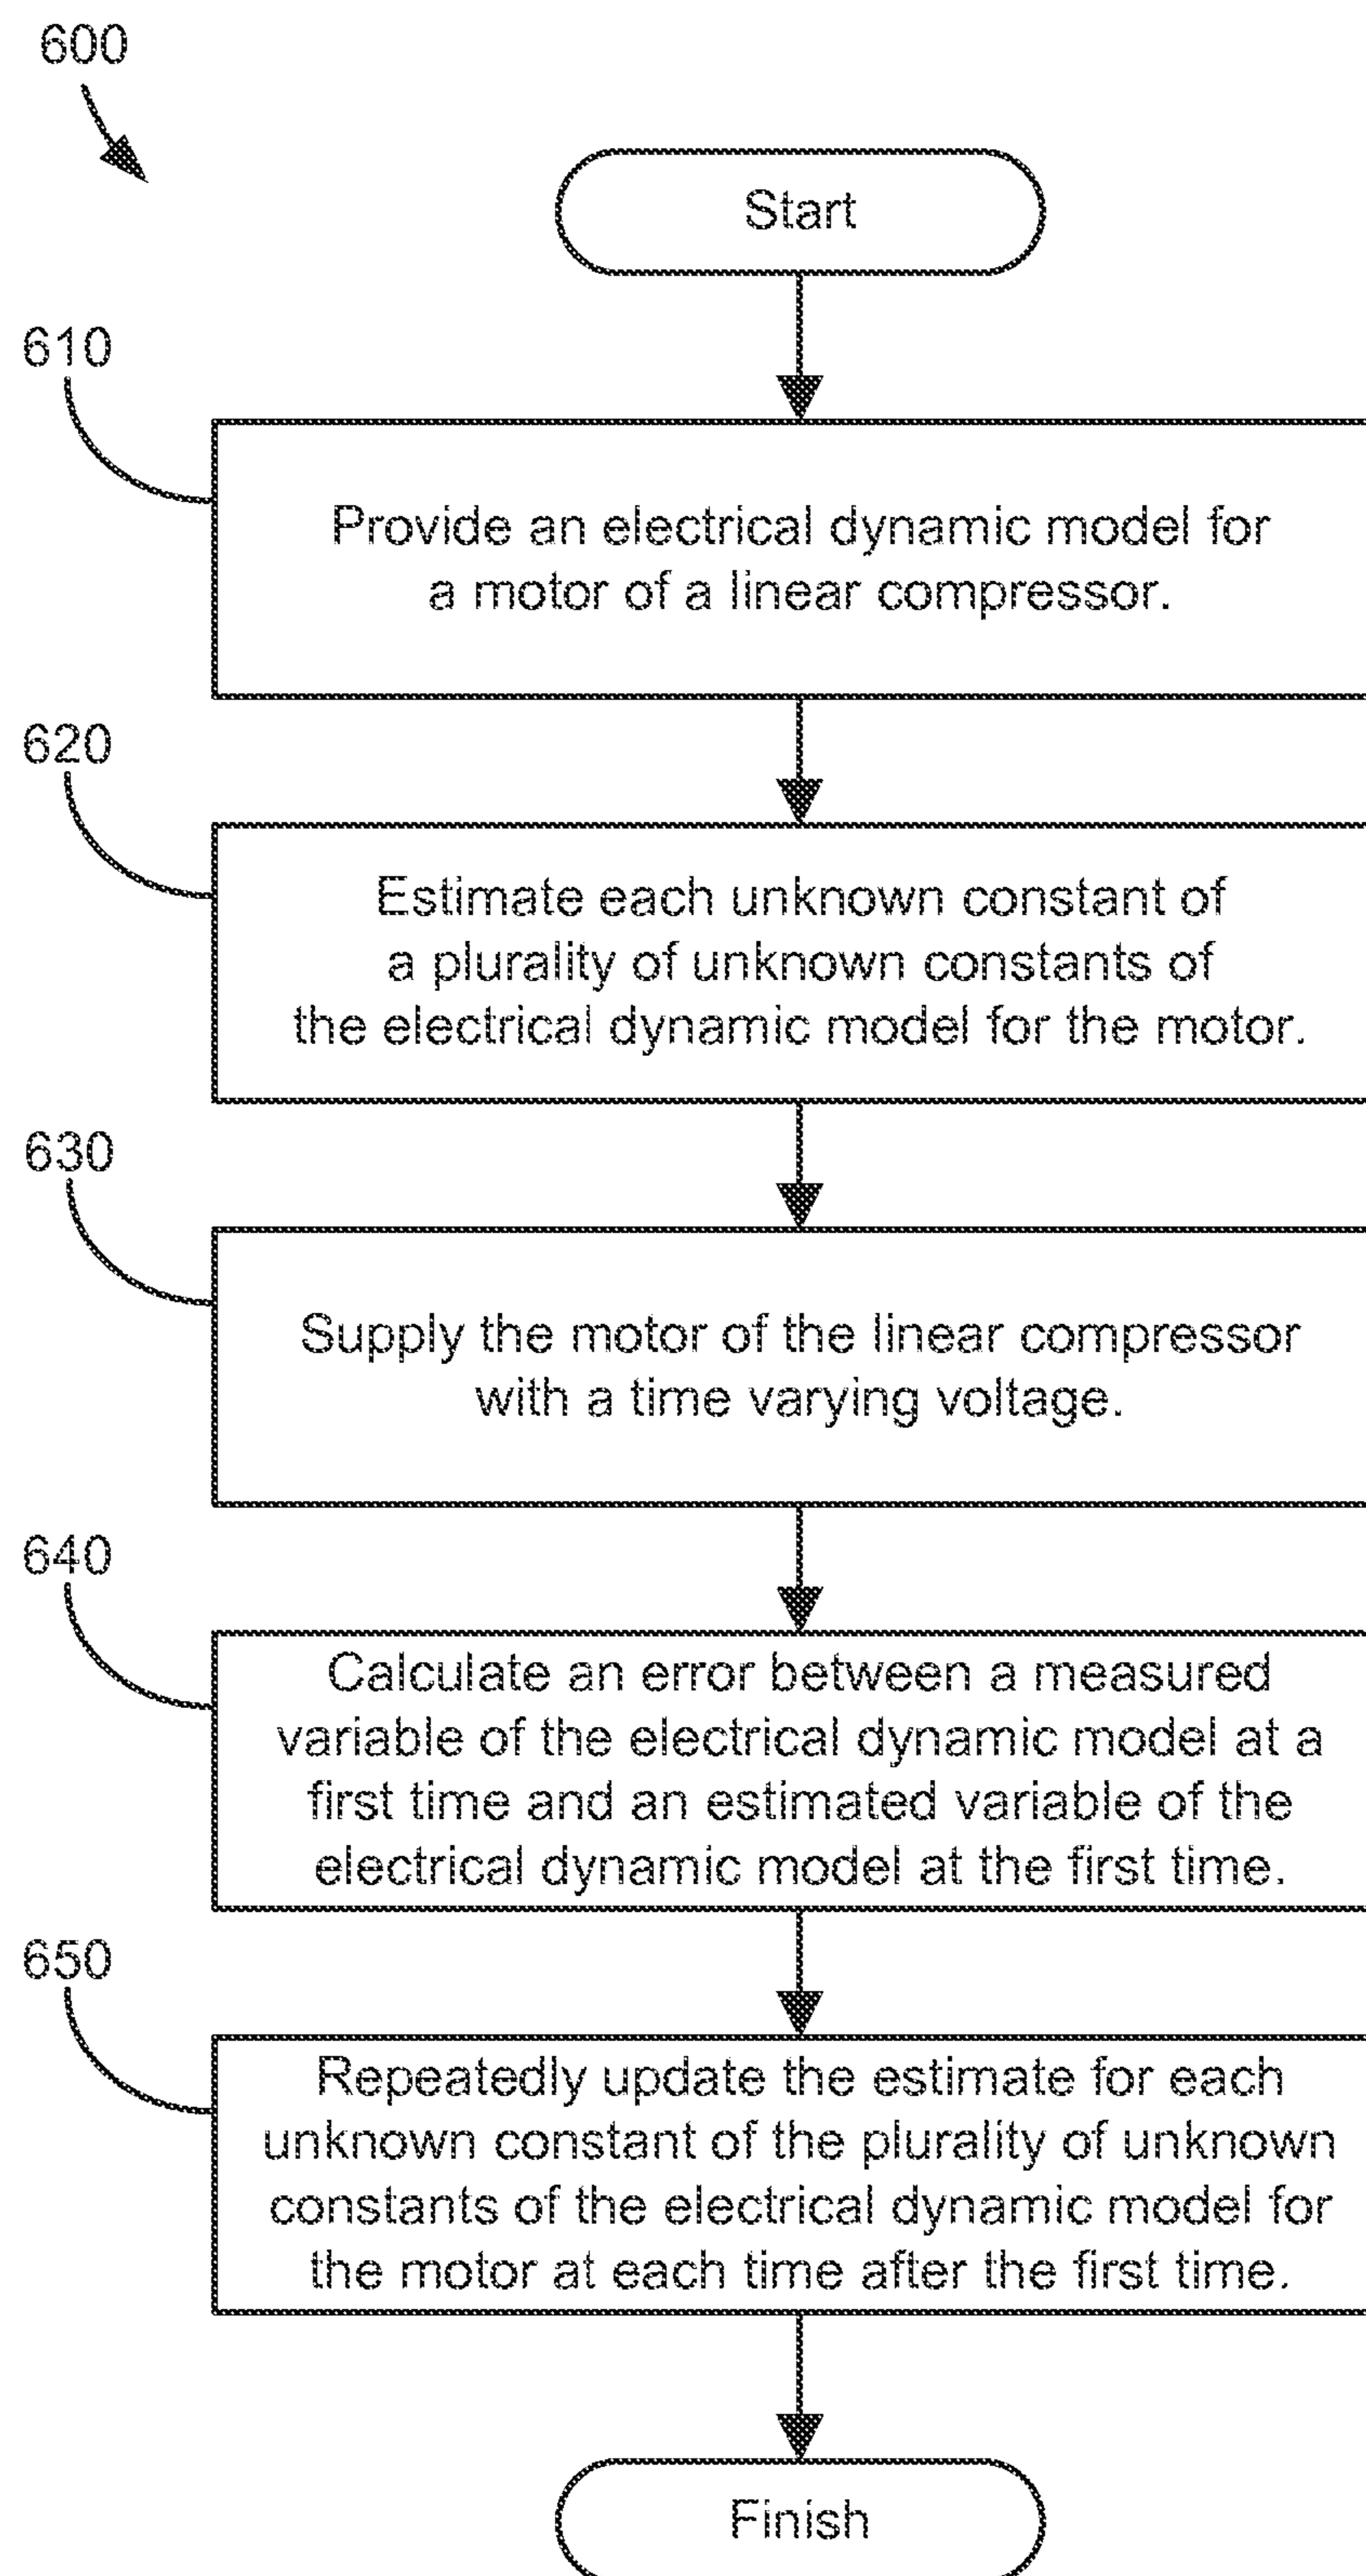 600
Start
610
Provide an electrical dynamic model for
a motor of a linear compressor.
620
Estimate each unknown constant of
a plurality of unknown constants of
the electrical dynamic model for the motor.
630
Supply the motor of the linear compressor
with a time varying voltage.
640
Calculate an error between a measured
variable of the electrical dynamic model at a
first time and an estimated variable of the
electrical dynamic model at the first time.
650
Repeatedly update the estimate for each
unknown constant of the plurality of unknown
constants of the electrical dynamic model for
the motor at each time after the first time.
Finish